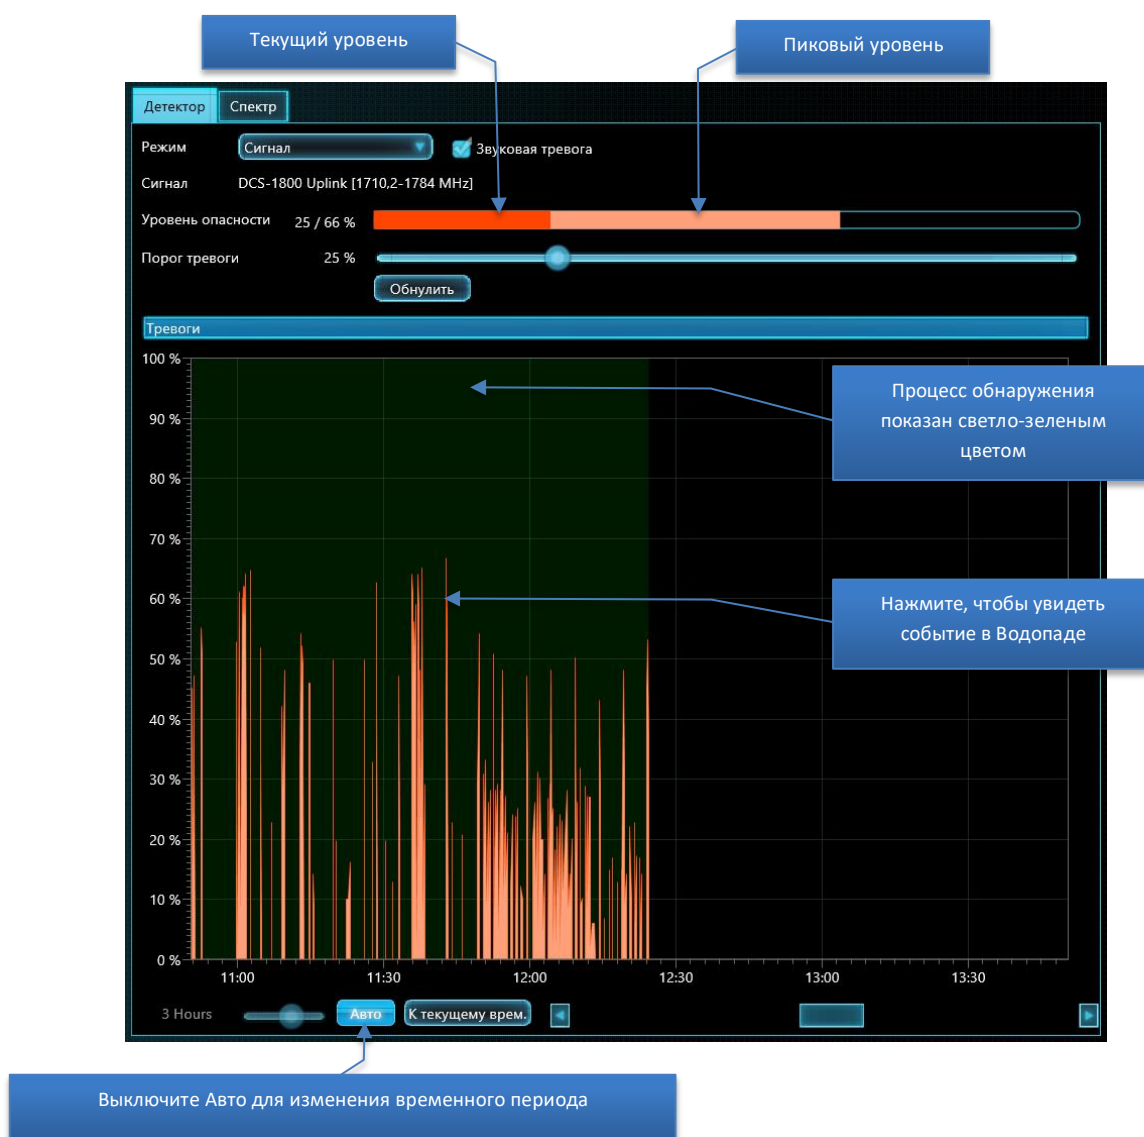 Текущий уровень
Пиковый уровень
Детектор
Спектр
Режим
Сигнал
Звуковая тревога
Сигнал
DCS-1800 Uplink [1710,2-1784 MHz]
Уровень опасности
25 / 66 %
Порог тревоги
25 %
Обнулить
Тревоги
100 %
90 %
80 %
70 %
60 %
50 %
40 %
30 %
20 %
10 %
0 %
Процесс обнаружения
показан светло-зеленым
цветом
Нажмите, чтобы увидеть
событие в Водопаде
11:00
11:30
12:00
12:30
13:00
13:30
3 Hours
Авто
К текущему врем.
Выключите Авто для изменения временного периода